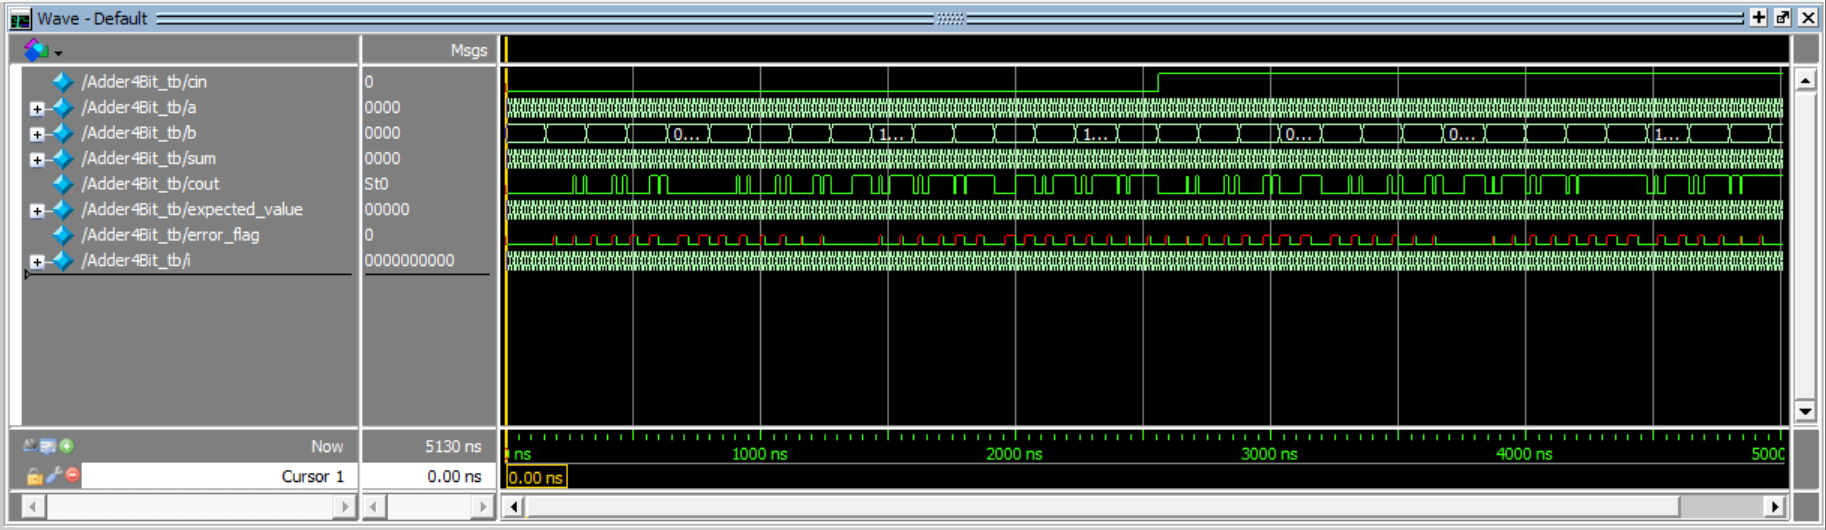 Wave - Default
Msgs
/Adder4Bit_tb/cin 0
/Adder4Bit_tb/a 0000
/Adder4Bit_tb/b 0000 0... 1... 1... 0... 0... 1...
/Adder4Bit_tb/sum 0000
/Adder4Bit_tb/cout St0
/Adder4Bit_tb/expected_value 00000
/Adder4Bit_tb/error_flag 0
/Adder4Bit_tb/i 0000000000
Now 5130 ns ns 1000 ns 2000 ns 3000 ns 4000 ns 5000
Cursor 1 0.00 ns 0.00 ns